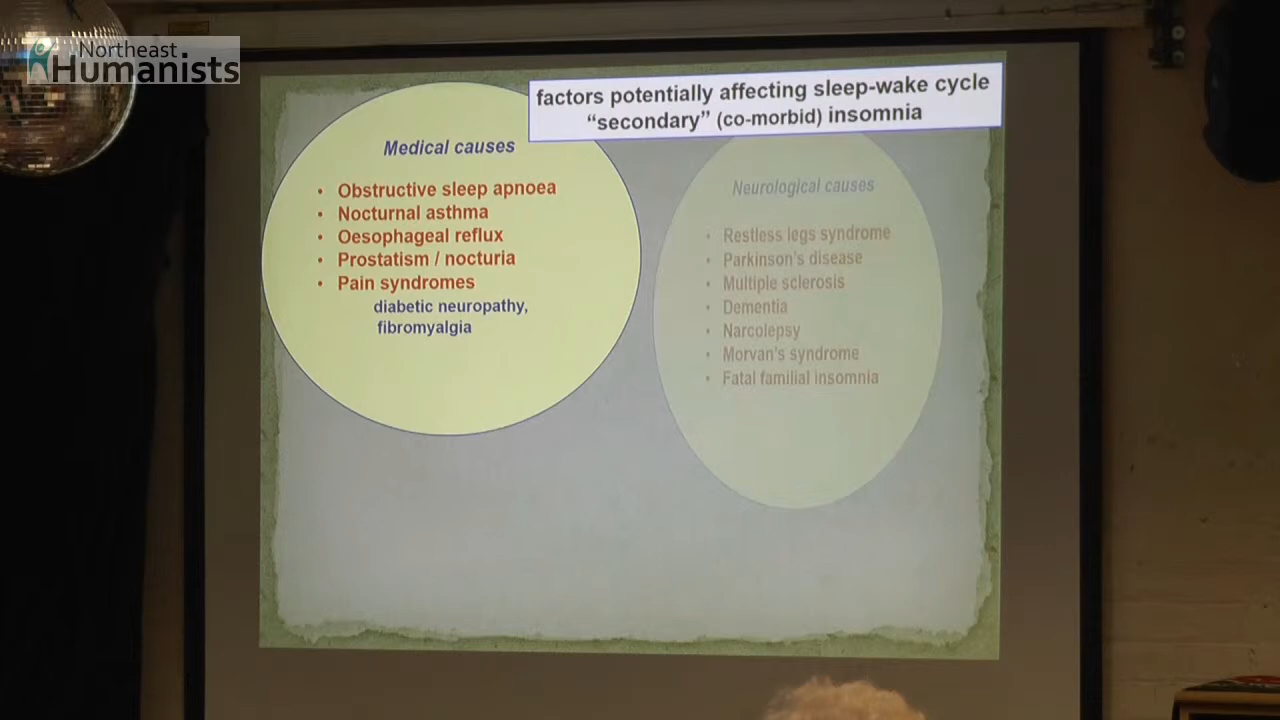 Northeast
Humanists
factors potentially affecting sleep-wake cycle
“secondary” (co-morbid) insomnia
Medical causes
• Obstructive sleep apnoea
• Nocturnal asthma
• Oesophageal reflux
• Prostatism / nocturia
• Pain syndromes
diabetic neuropathy,
fibromyalgia
Neurological causes
• Restless legs syndrome
• Parkinson's disease
• Multiple sclerosis
• Dementia
• Narcolepsy
• Morvan's syndrome
• Fatal familial insomnia